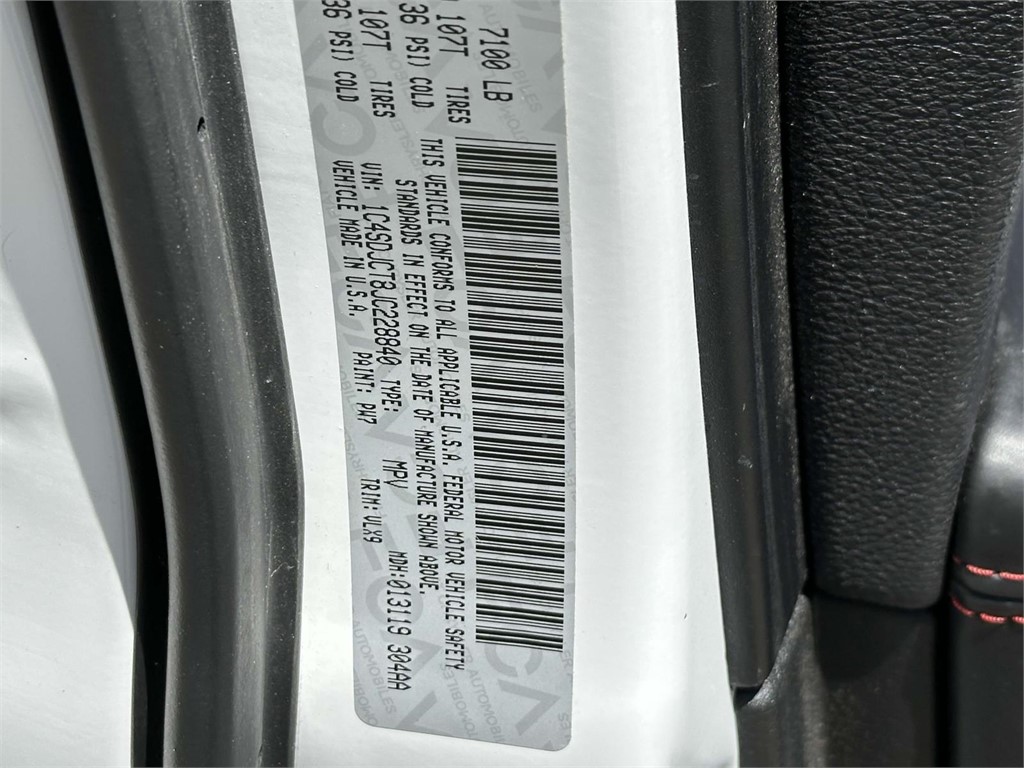 7100 LB
107T TIRES
36 PSI) COLD
107T TIRES
36 PSI) COLD
THIS VEHICLE CONFORMS TO ALL APPLICABLE U.S.A. FEDERAL MOTOR VEHICLE SAFETY
STANDARDS IN EFFECT ON THE DATE OF MANUFACTURE SHOWN ABOVE.
VIN: 1C4SDJCT8JC228840 TYPE: MPV MDH:013119 304AA
VEHICLE MADE IN U.S.A. PAINT: PW7 TRIM:VLX9